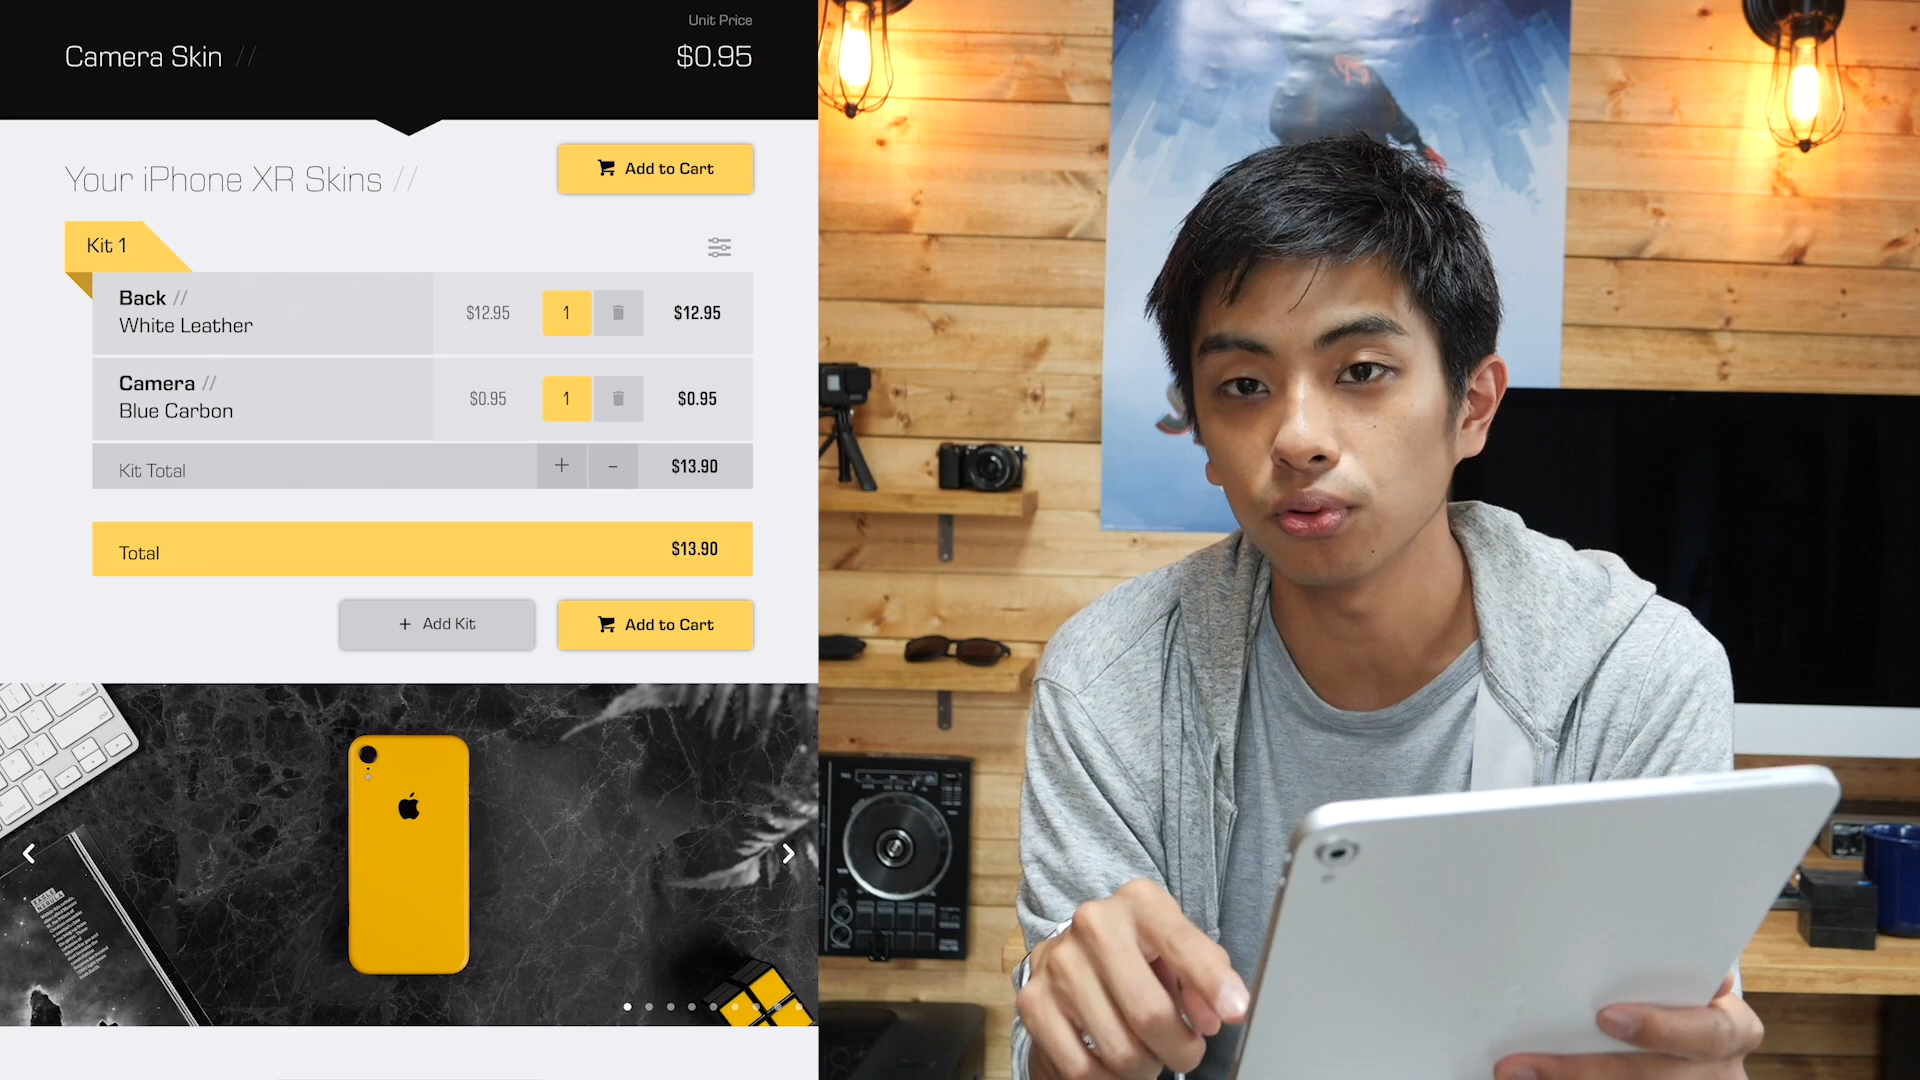 Unit Price
Camera Skin //
$0.95
Your iPhone XR Skins //
Add to Cart
Kit 1
Back //
White Leather
$12.95
1
$12.95
Camera //
Blue Carbon
$0.95
1
$0.95
Kit Total
+
-
$13.90
Total
$13.90
+ Add Kit
Add to Cart